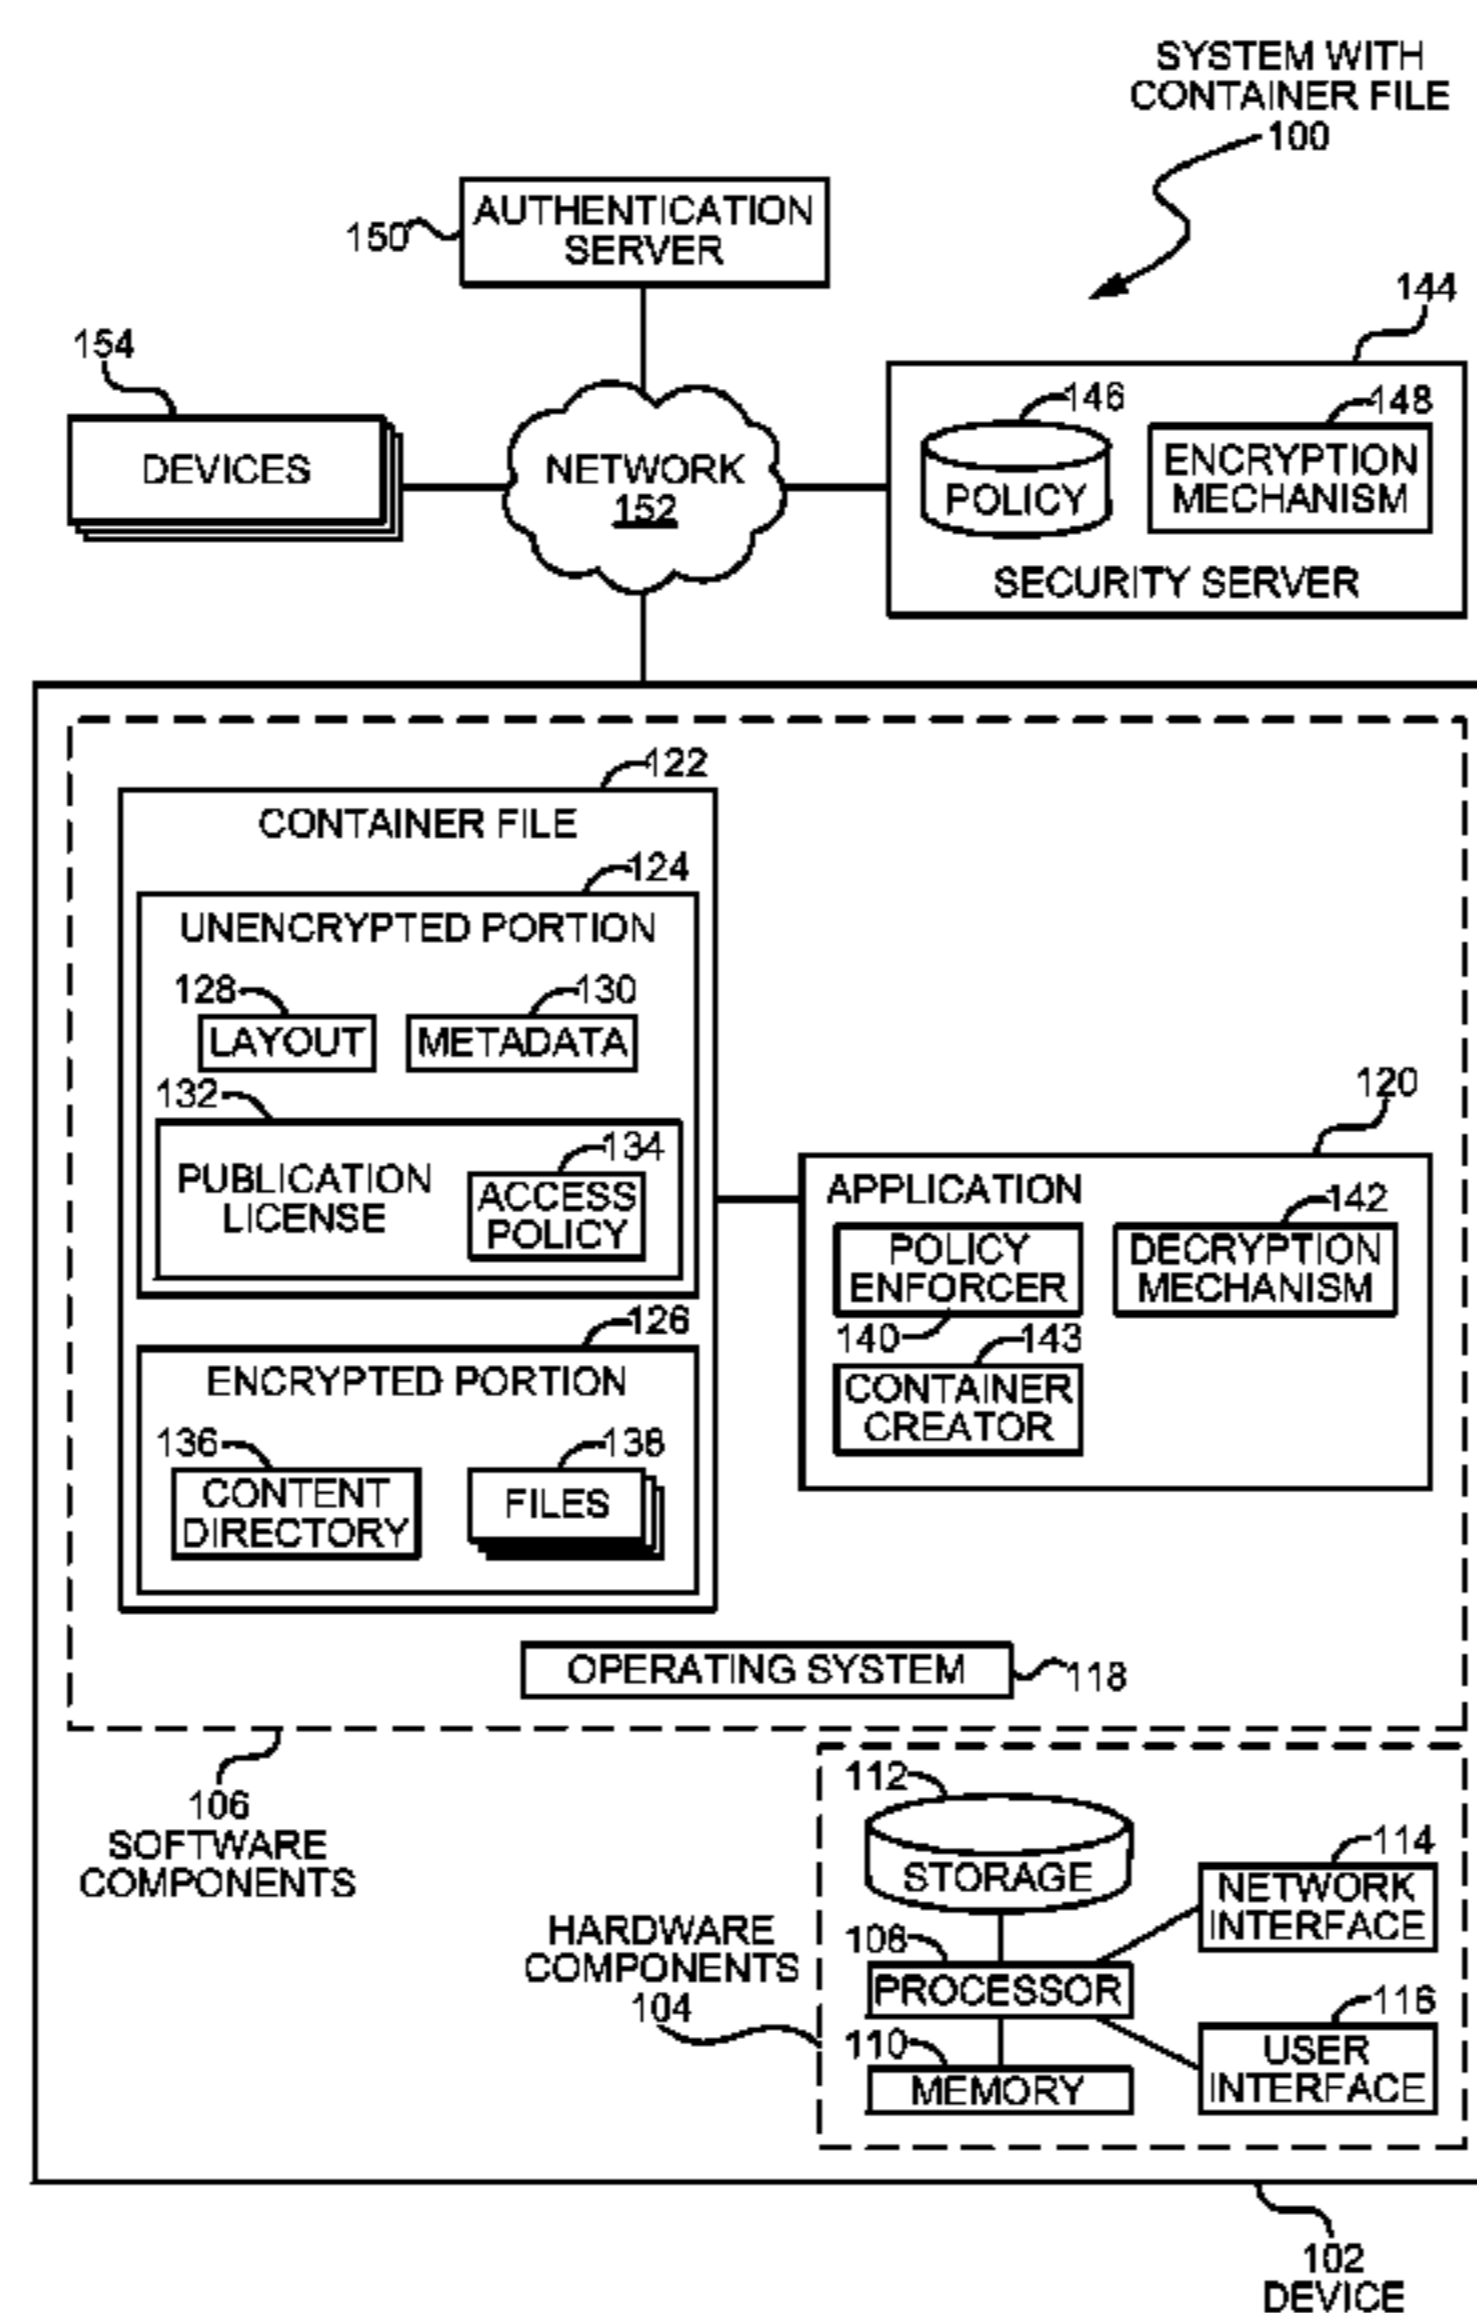 SYSTEM WITH
CONTAINER FILE
100
AUTHENTICATION
SERVER
150
144
154
DEVICES
NETWORK
152
146
148
POLICY
ENCRYPTION
MECHANISM
SECURITY SERVER
122
CONTAINER FILE
124
UNENCRYPTED PORTION
128
130
LAYOUT
METADATA
132
134
PUBLICATION
LICENSE
ACCESS
POLICY
126
ENCRYPTED PORTION
136
138
CONTENT
DIRECTORY
FILES
120
APPLICATION
142
POLICY
ENFORCER
DECRYPTION
MECHANISM
140
143
CONTAINER
CREATOR
OPERATING SYSTEM
118
106
SOFTWARE
COMPONENTS
112
STORAGE
114
NETWORK
INTERFACE
HARDWARE
COMPONENTS
104
108
PROCESSOR
116
USER
INTERFACE
110
MEMORY
102
DEVICE